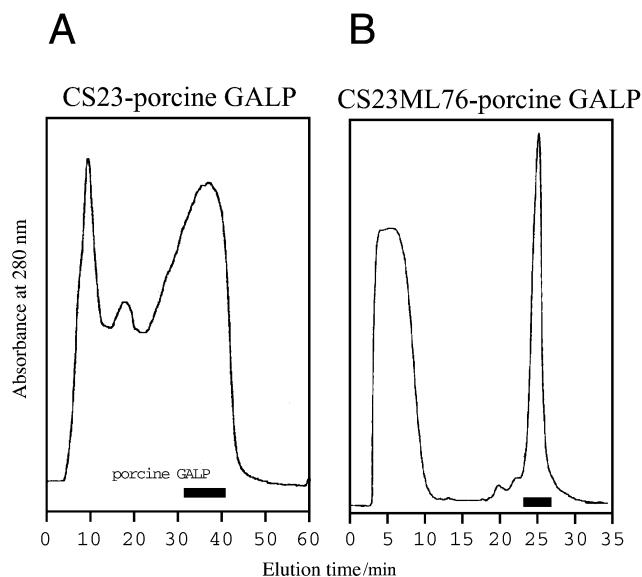 A
B
CS23-porcine GALP
CS23ML76-porcine GALP
Absorbance at 280 nm
porcine GALP
0 10 20 30 40 50 60
0 5 10 15 20 25 30 35
Elution time/min